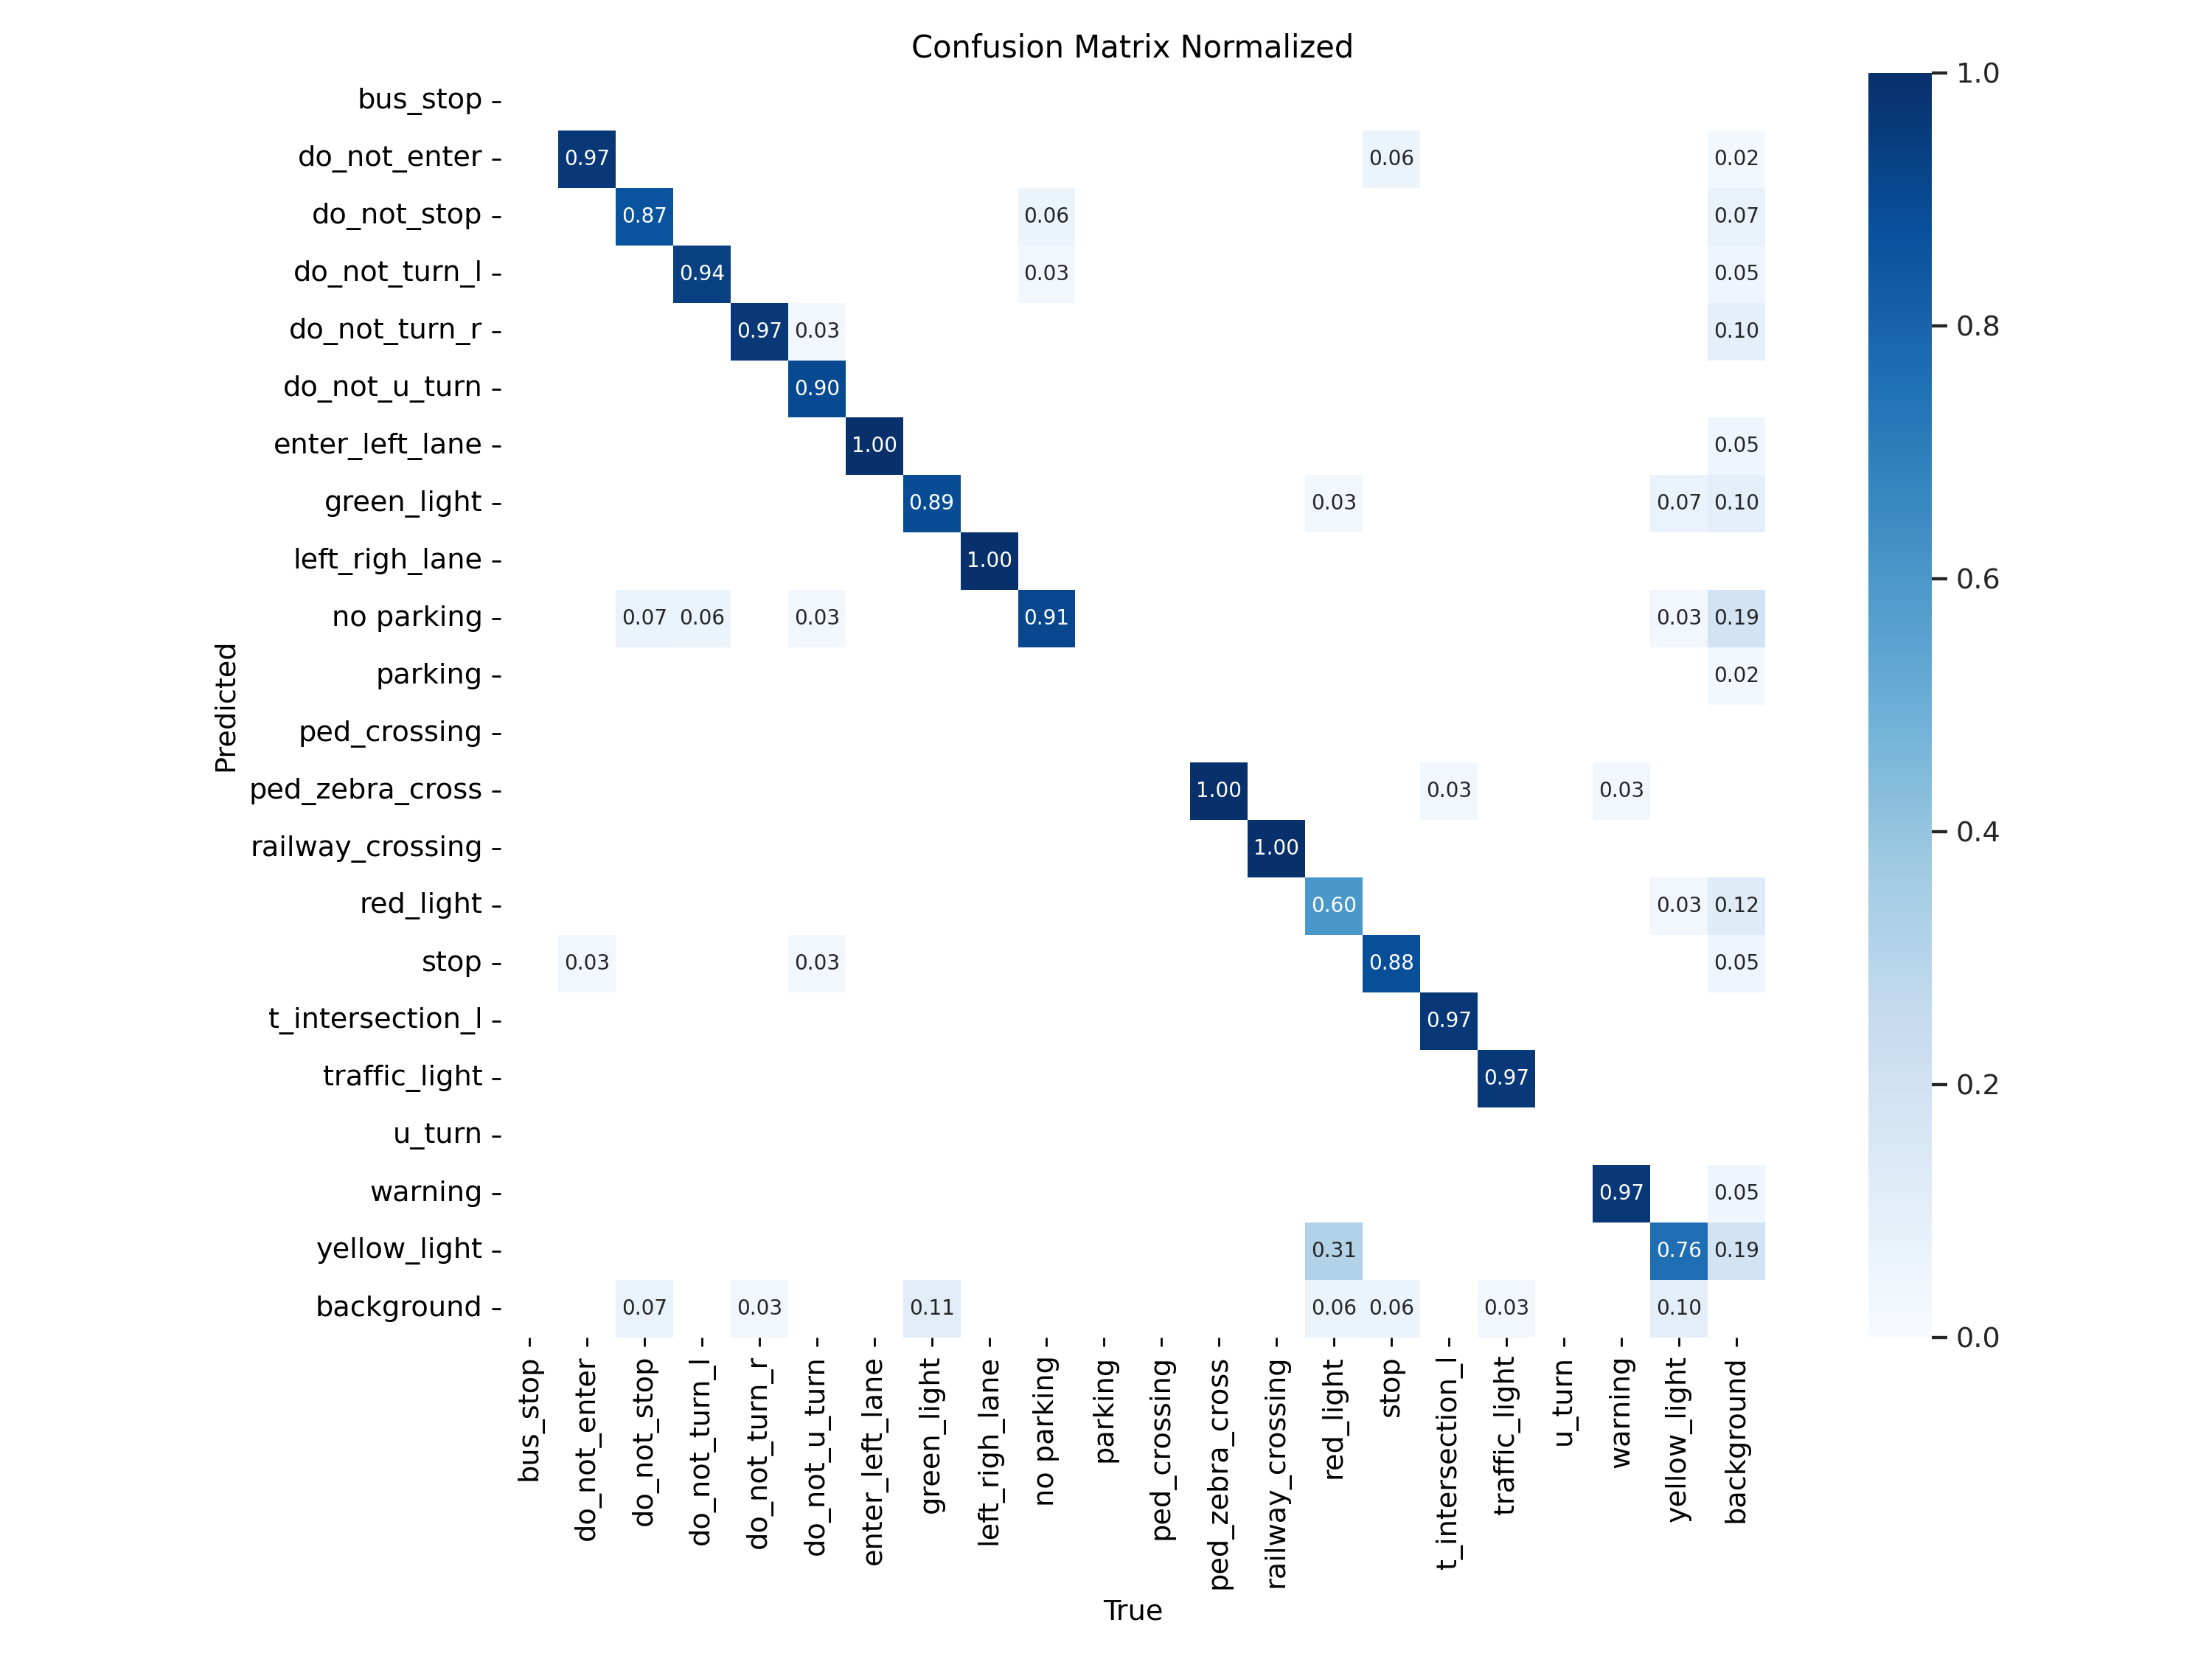 Confusion Matrix Normalized
Predicted
bus_stop
do_not_enter 0.97 0.06 0.02
do_not_stop 0.87 0.06 0.07
do_not_turn_l 0.94 0.03 0.05
do_not_turn_r 0.97 0.03 0.10
do_not_u_turn 0.90
enter_left_lane 1.00 0.05
green_light 0.89 0.03 0.07 0.10
left_righ_lane 1.00
no parking 0.07 0.06 0.03 0.91 0.03 0.19
parking 0.02
ped_crossing
ped_zebra_cross 1.00 0.03 0.03
railway_crossing 1.00
red_light 0.60 0.03 0.12
stop 0.03 0.03 0.88 0.05
t_intersection_l 0.97
traffic_light 0.97
u_turn
warning 0.97 0.05
yellow_light 0.31 0.76 0.19
background 0.07 0.03 0.11 0.06 0.06 0.03 0.10
bus_stop
do_not_enter
do_not_stop
do_not_turn_l
do_not_turn_r
do_not_u_turn
enter_left_lane
green_light
left_righ_lane
no parking
parking
ped_crossing
ped_zebra_cross
railway_crossing
red_light
stop
t_intersection_l
traffic_light
u_turn
warning
yellow_light
background
True
1.0
0.8
0.6
0.4
0.2
0.0